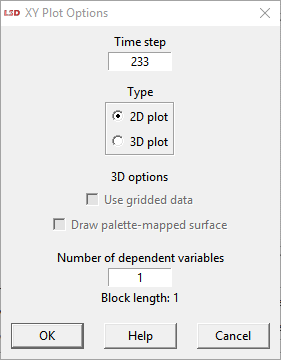 LSD XY Plot Options
Time step
233
Type
2D plot
3D plot
3D options
Use gridded data
Draw palette-mapped surface
Number of dependent variables
1
Block length: 1
OK Help Cancel